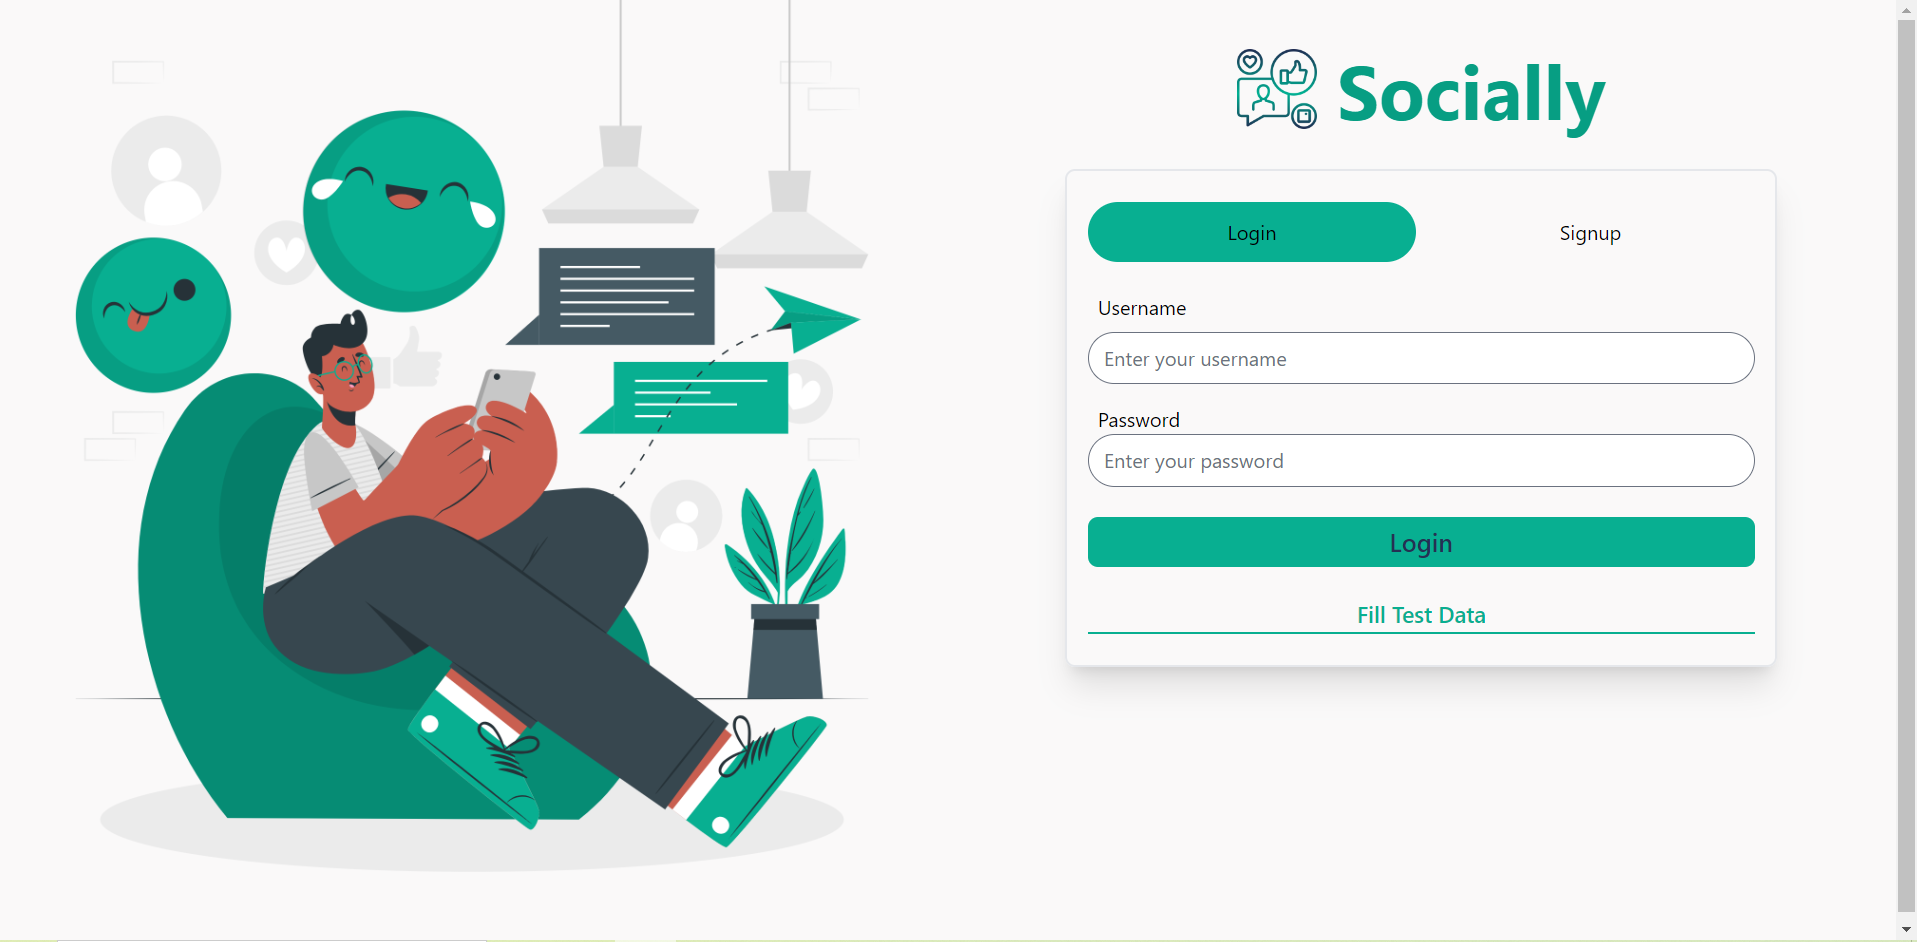 Socially
Login
Signup
Username
Enter your username
Password
Enter your password
Login
Fill Test Data